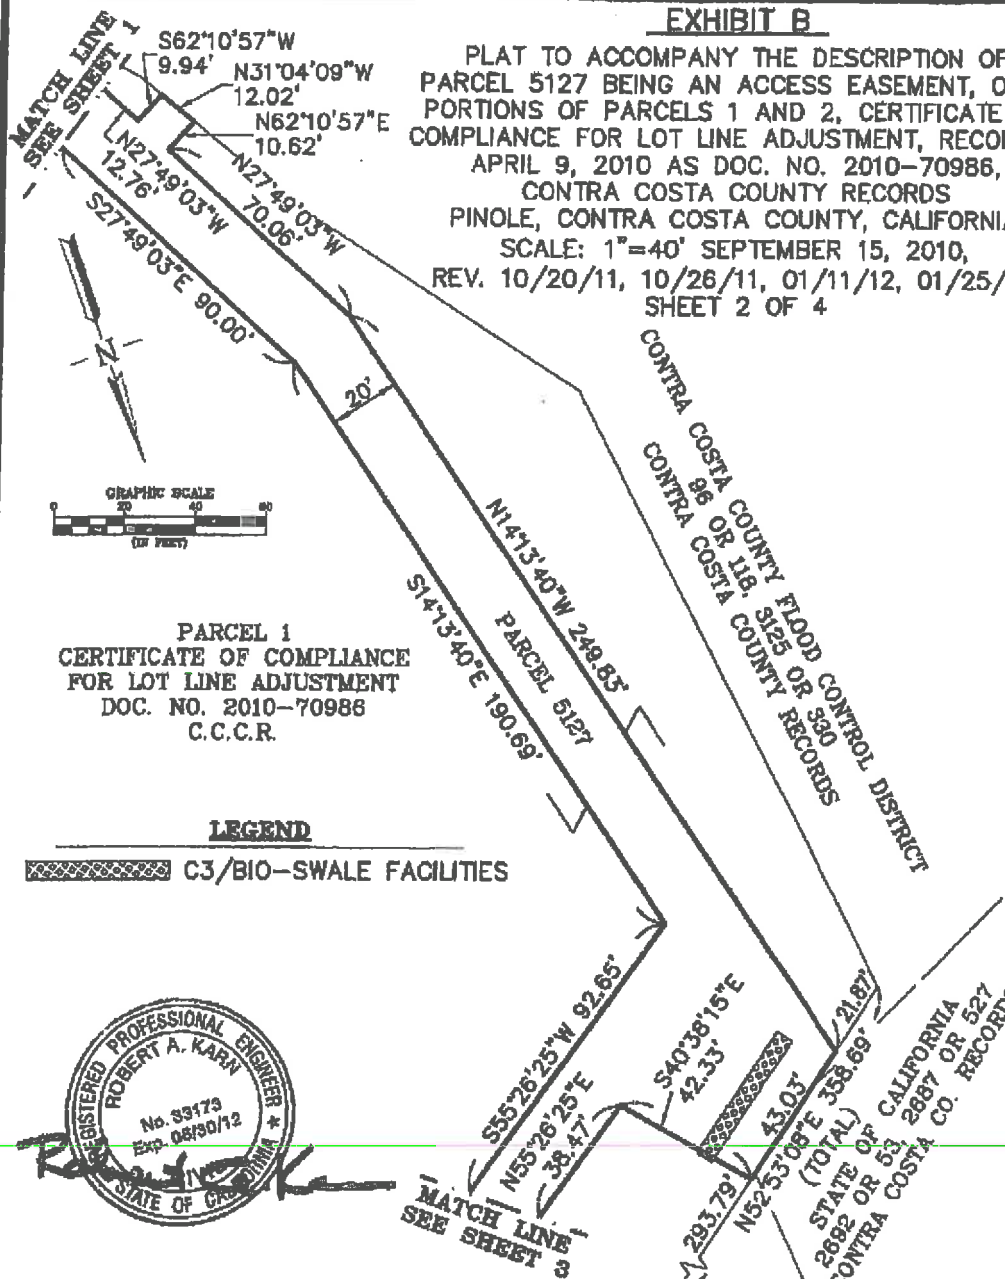 EXHIBIT B
PLAT TO ACCOMPANY THE DESCRIPTION OF
PARCEL 5127 BEING AN ACCESS EASEMENT,
PORTIONS OF PARCELS 1 AND 2, CERTIFICATE
COMPLIANCE FOR LOT LINE ADJUSTMENT,
APRIL 9, 2010 AS DOC. NO. 2010-70986,
CONTRA COSTA COUNTY RECORDS
PINOLE, CONTRA COSTA COUNTY, CALIFORNIA
SCALE: 1"=40' SEPTEMBER 15, 2010,
REV. 10/20/11, 10/26/11, 01/11/12, 01/25/
SHEET 2 OF 4
MATCH LINE
SEE SHEET 1
S62°10'57"W
9.94'
N31°04'09"W
12.02'
N62°10'57"E
10.62'
N27°49'03"W
70.06'
N27°49'03"W
12.76'
S27°49'03"E 90.00'
N
20'
GRAPHIC SCALE
0 20 40 80
(IN FEET)
N14°13'40"W 249.83'
S14°13'40"E 190.69'
PARCEL 5127
CONTRA COSTA COUNTY FLOOD CONTROL DISTRICT
96 OR 118, 3125 OR 330
CONTRA COSTA COUNTY RECORDS
PARCEL 1
CERTIFICATE OF COMPLIANCE
FOR LOT LINE ADJUSTMENT
DOC. NO. 2010-70986
C.C.C.R.
LEGEND
C3/BIO-SWALE FACILITIES
S55°26'25"W 92.65'
N55°26'25"E
38.47'
S40°38'15"E
42.33'
21.87'
43.03'
N52°53'08"E 358.69'
(TOTAL)
293.79'
STATE OF CALIFORNIA
2692 OR 53, 2687 OR 527
CONTRA COSTA CO. RECORDS
MATCH LINE
SEE SHEET 3
REGISTERED PROFESSIONAL ENGINEER
ROBERT A. KARN
No. 33173
Exp. 06/30/12
STATE OF CALIFORNIA